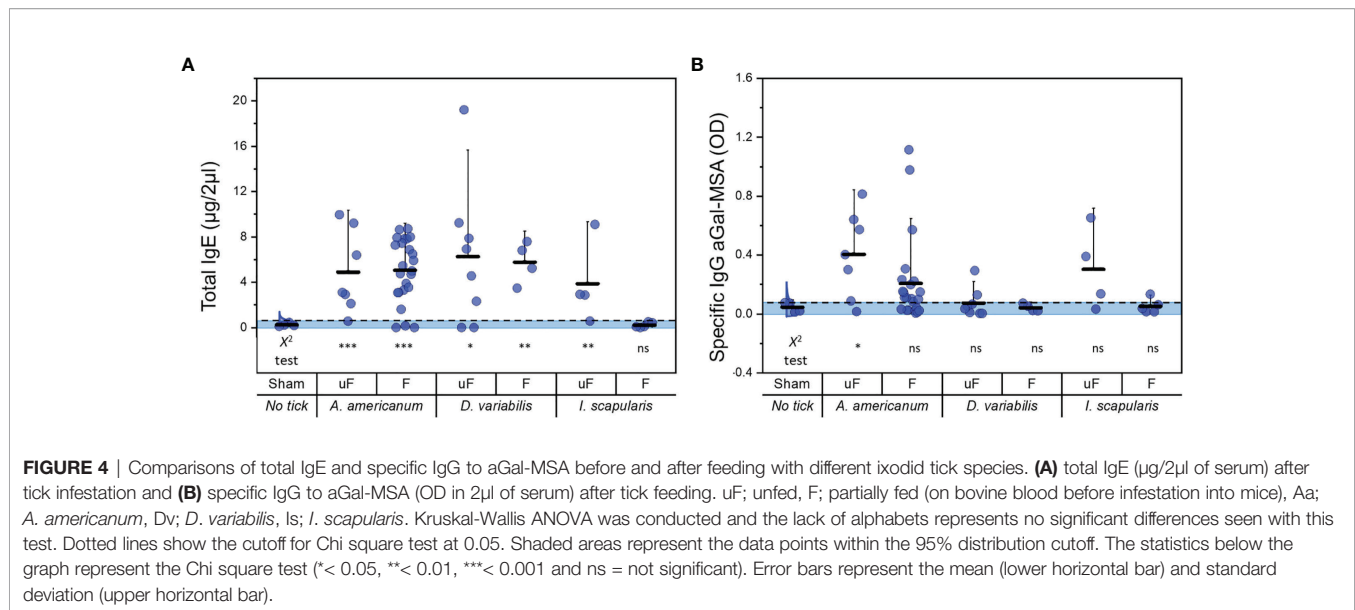 A
B
Total IgE (µg/2µl)
20
16
12
8
4
0
X² test
*** *** * ** ** ns
Sham uF F uF F uF F
No tick A. americanum D. variabilis I. scapularis
Specific IgG aGal-MSA (OD)
1.6
1.2
0.8
0.4
0.0
-0.4
X² test
* ns ns ns ns ns
Sham uF F uF F uF F
No tick A. americanum D. variabilis I. scapularis
FIGURE 4 | Comparisons of total IgE and specific IgG to aGal-MSA before and after feeding with different ixodid tick species. (A) total IgE (µg/2µl of serum) after
tick infestation and (B) specific IgG to aGal-MSA (OD in 2µl of serum) after tick feeding. uF; unfed, F; partially fed (on bovine blood before infestation into mice), Aa;
A. americanum, Dv; D. variabilis, Is; I. scapularis. Kruskal-Wallis ANOVA was conducted and the lack of alphabets represents no significant differences seen with this
test. Dotted lines show the cutoff for Chi square test at 0.05. Shaded areas represent the data points within the 95% distribution cutoff. The statistics below the
graph represent the Chi square test (*< 0.05, **< 0.01, ***< 0.001 and ns = not significant). Error bars represent the mean (lower horizontal bar) and standard
deviation (upper horizontal bar).